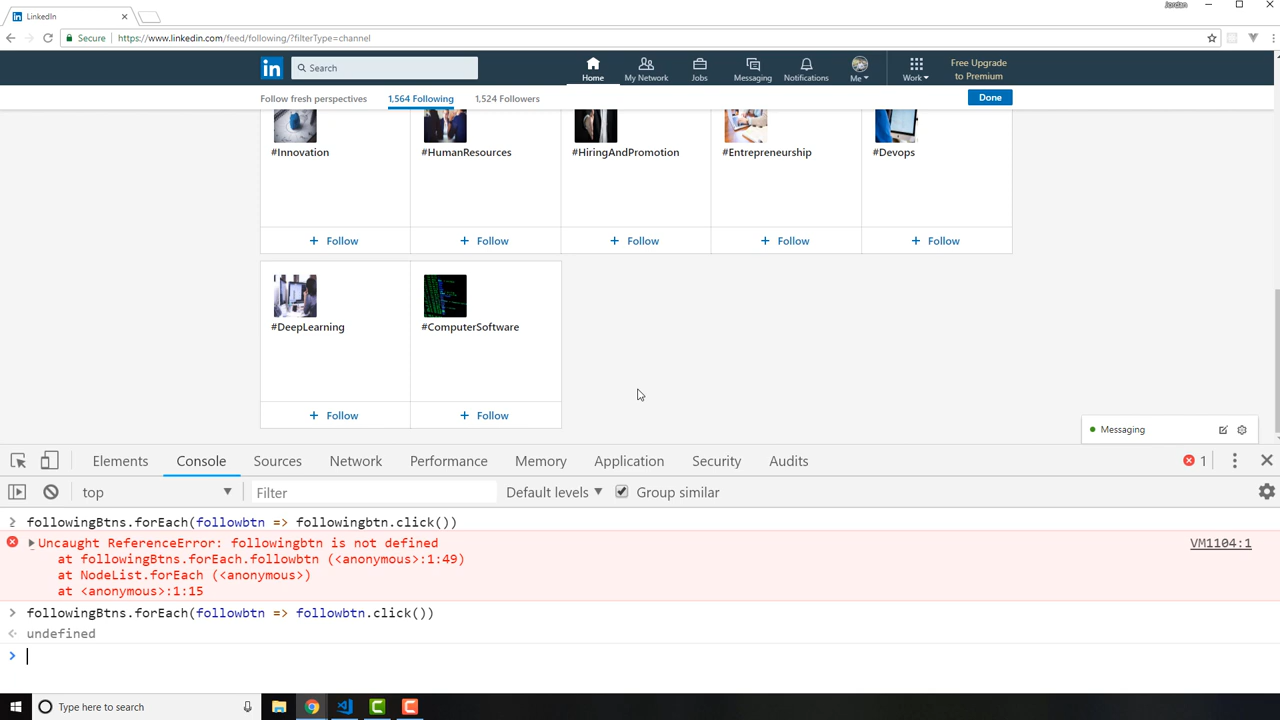 Jordan
LinkedIn
Secure https://www.linkedin.com/feed/following/?filterType=channel
in Search Home My Network Jobs Messaging Notifications Me Work Free Upgrade to Premium
Follow fresh perspectives 1,564 Following 1,524 Followers Done
#Innovation #HumanResources #HiringAndPromotion #Entrepreneurship #Devops
+ Follow + Follow + Follow + Follow + Follow
#DeepLearning #ComputerSoftware
+ Follow + Follow
Messaging
Elements Console Sources Network Performance Memory Application Security Audits 1
top Filter Default levels Group similar
followingBtns.forEach(followbtn => followingbtn.click())
Uncaught ReferenceError: followingbtn is not defined VM1104:1
at followingBtns.forEach.followbtn (<anonymous>:1:49)
at NodeList.forEach (<anonymous>)
at <anonymous>:1:15
> followingBtns.forEach(followbtn => followbtn.click())
undefined
>
Type here to search